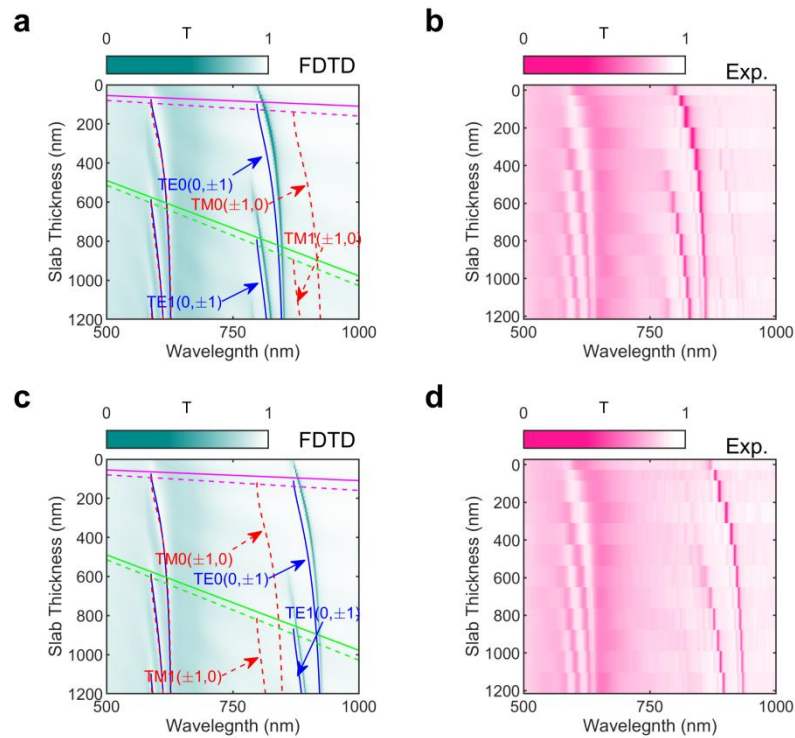 a
T
0 1
FDTD
0
200
400
600
800
1000
1200
Slab Thickness (nm)
TE0(0,±1)
TM0(±1,0)
TM1(±1,0)
TE1(0,±1)
500 750 1000
Wavelegnth (nm)
b
T
0 1
Exp.
0
200
400
600
800
1000
1200
Slab Thickness (nm)
500 750 1000
Wavelegnth (nm)
c
T
0 1
FDTD
0
200
400
600
800
1000
1200
Slab Thickness (nm)
TM0(±1,0)
TE0(0,±1)
TE1(0,±1)
TM1(±1,0)
500 750 1000
Wavelegnth (nm)
d
T
0 1
Exp.
0
200
400
600
800
1000
1200
Slab Thickness (nm)
500 750 1000
Wavelegnth (nm)